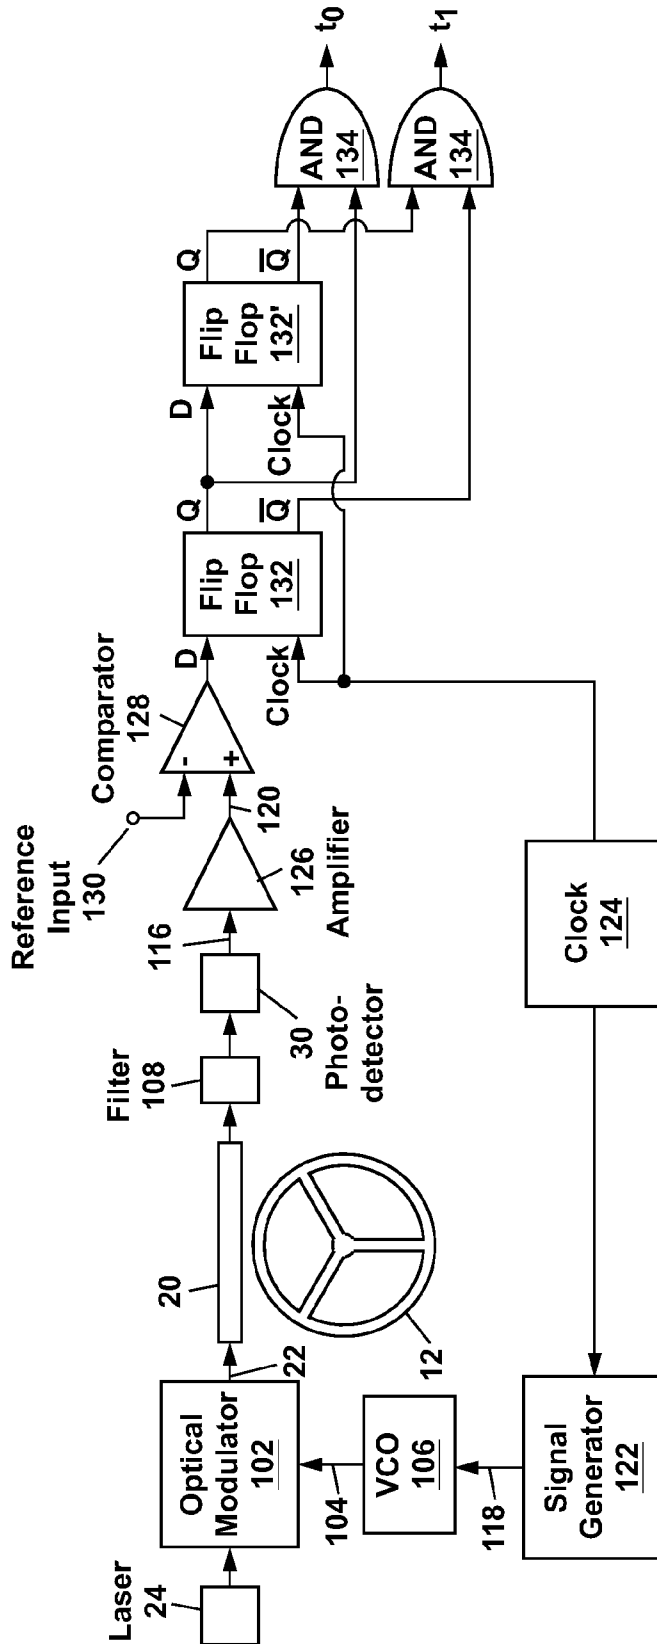 Laser
24
Optical
Modulator
102
22
20
12
104
VCO
106
118
Signal
Generator
122
Filter
108
30
Photo-
detector
116
Amplifier
126
120
Reference
Input
130
Comparator
128
-
+
D
Clock
Flip
Flop
132
Q
Q̅
D
Clock
Flip
Flop
132'
Q
Q̅
AND
134
t₀
AND
134
t₁
Clock
124